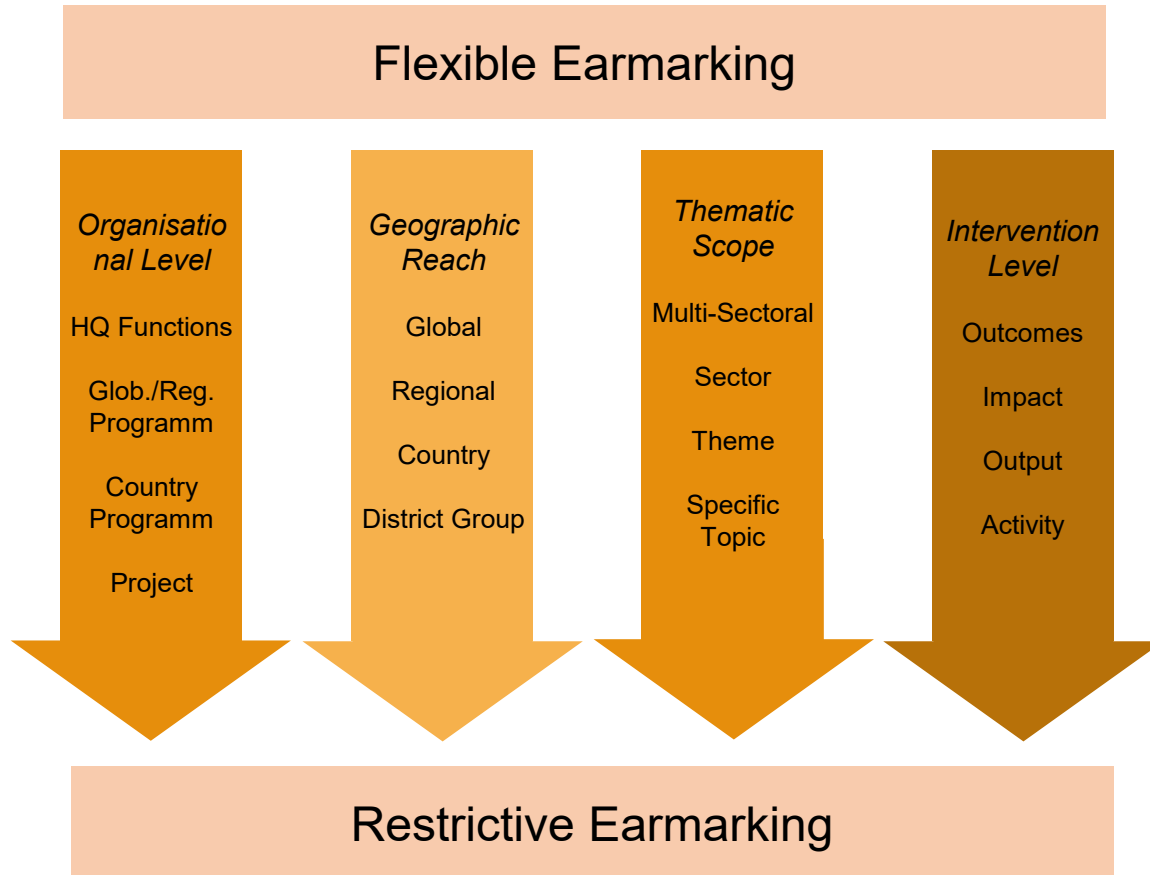 Flexible Earmarking
Organisatio
nal Level
HQ Functions
Glob./Reg.
Programm
Country
Programm
Project
Geographic
Reach
Global
Regional
Country
District Group
Thematic
Scope
Multi-Sectoral
Sector
Theme
Specific
Topic
Intervention
Level
Outcomes
Impact
Output
Activity
Restrictive Earmarking